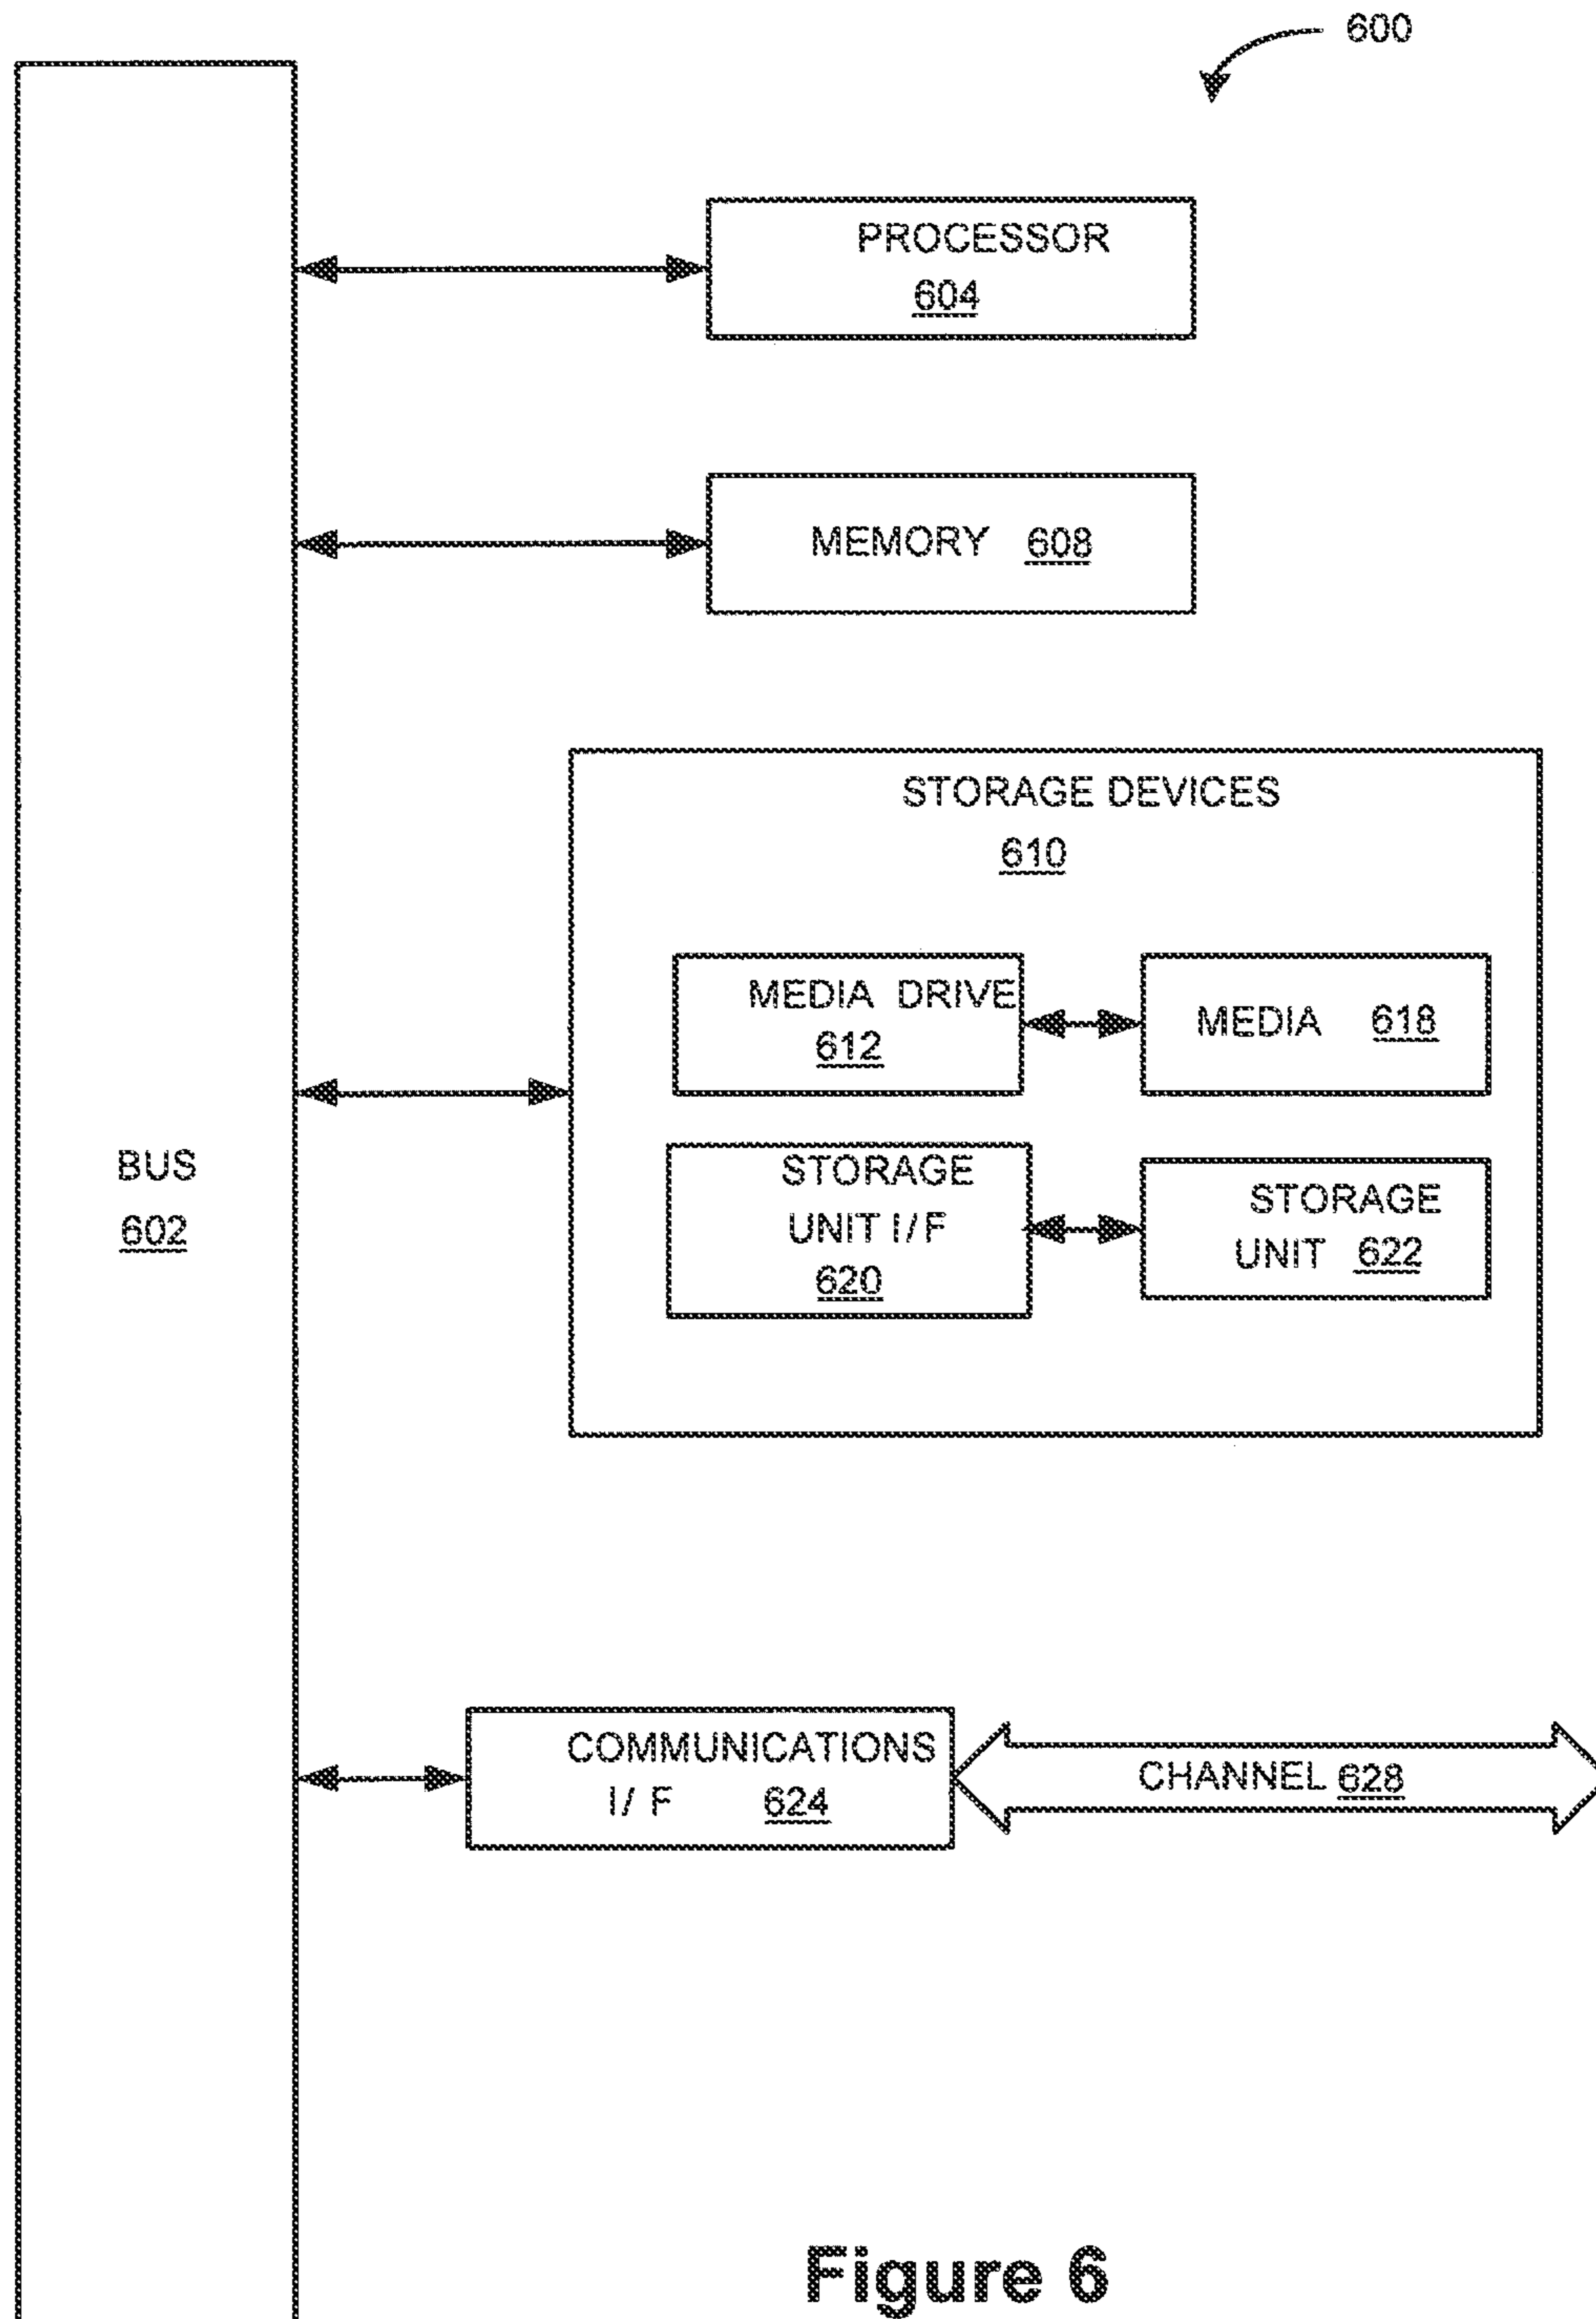 600
PROCESSOR
604
MEMORY 608
STORAGE DEVICES
610
MEDIA DRIVE
612
MEDIA 618
STORAGE
UNIT I/F
620
STORAGE
UNIT 622
BUS
602
COMMUNICATIONS
I/F 624
CHANNEL 628
Figure 6